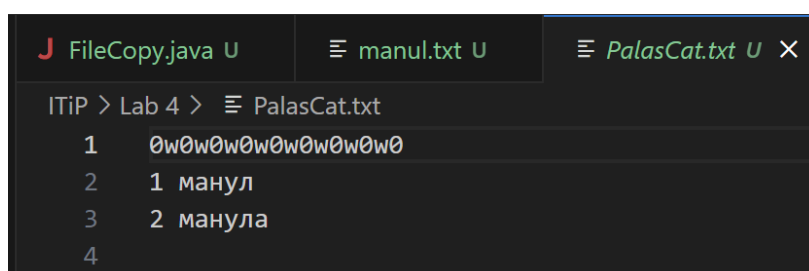 FileCopy.java U manul.txt U PalasCat.txt U
ITiP > Lab 4 > PalasCat.txt
1 0w0w0w0w0w0w0w0w0
2 1 манул
3 2 манула
4